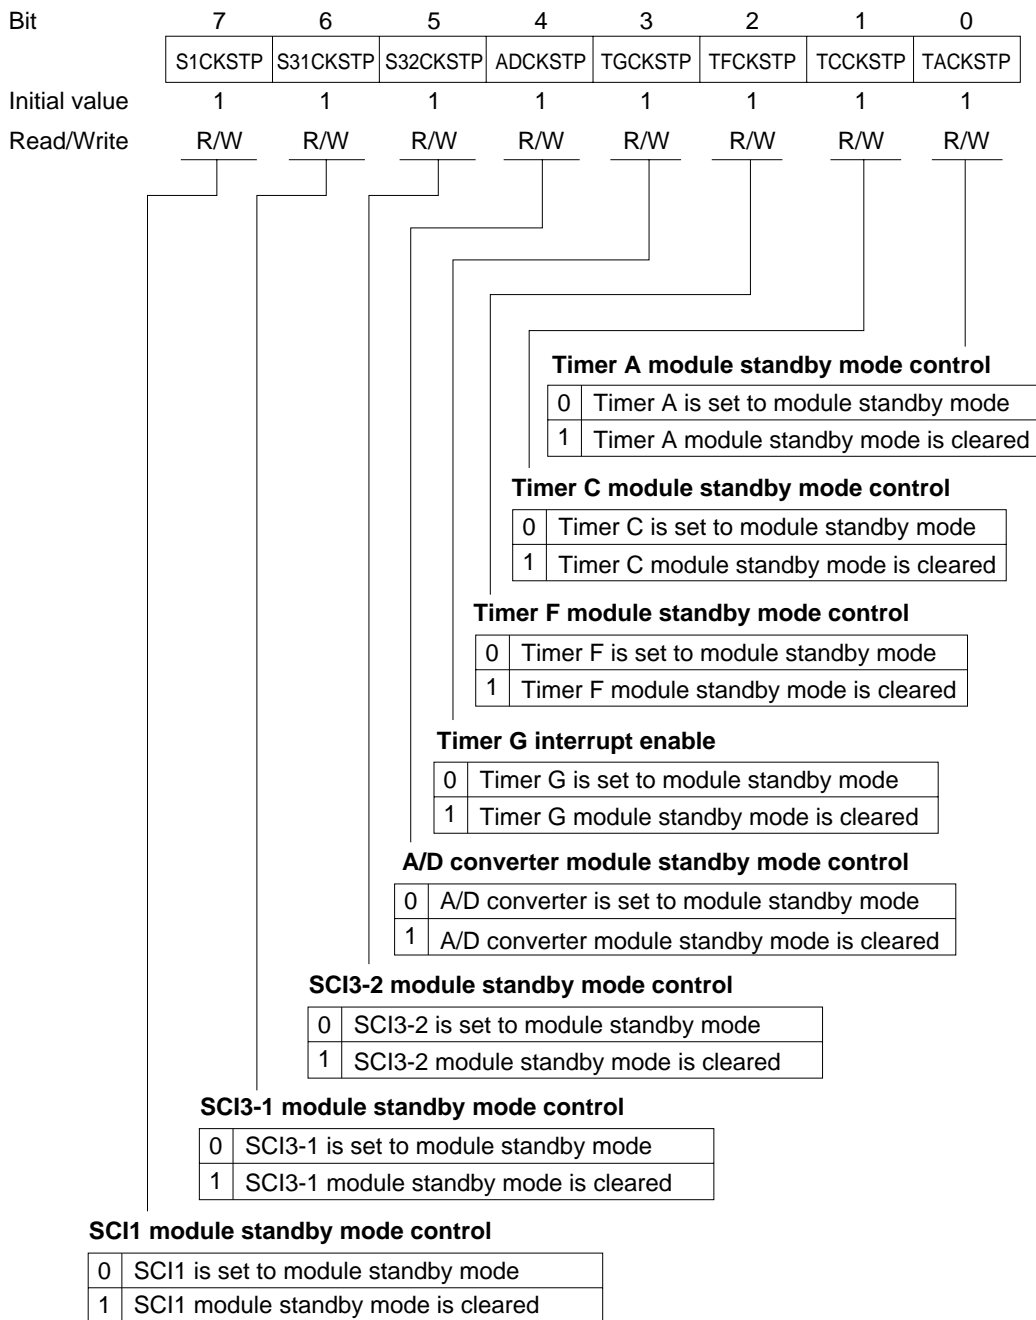 Bit 7 6 5 4 3 2 1 0
S1CKSTP S31CKSTP S32CKSTP ADCKSTP TGCKSTP TFCKSTP TCCKSTP TACKSTP
Initial value 1 1 1 1 1 1 1 1
Read/Write R/W R/W R/W R/W R/W R/W R/W R/W
Timer A module standby mode control
0 Timer A is set to module standby mode
1 Timer A module standby mode is cleared
Timer C module standby mode control
0 Timer C is set to module standby mode
1 Timer C module standby mode is cleared
Timer F module standby mode control
0 Timer F is set to module standby mode
1 Timer F module standby mode is cleared
Timer G interrupt enable
0 Timer G is set to module standby mode
1 Timer G module standby mode is cleared
A/D converter module standby mode control
0 A/D converter is set to module standby mode
1 A/D converter module standby mode is cleared
SCI3-2 module standby mode control
0 SCI3-2 is set to module standby mode
1 SCI3-2 module standby mode is cleared
SCI3-1 module standby mode control
0 SCI3-1 is set to module standby mode
1 SCI3-1 module standby mode is cleared
SCI1 module standby mode control
0 SCI1 is set to module standby mode
1 SCI1 module standby mode is cleared